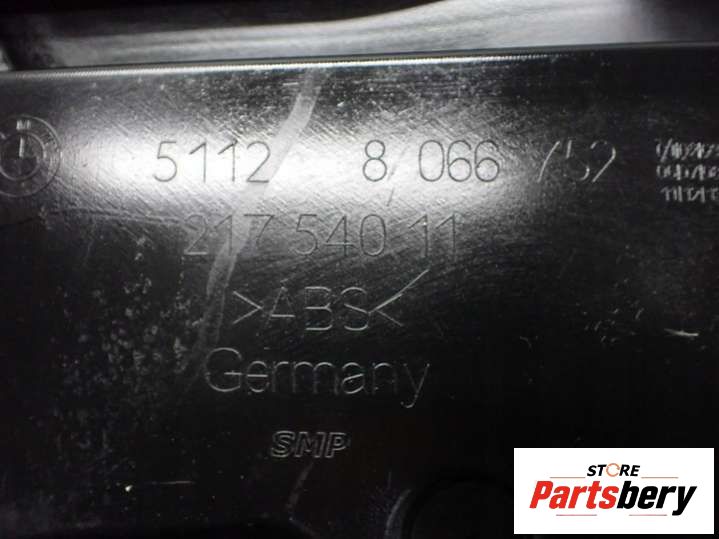 5112 8 066 752
217 540 11
>ABS<
Germany
SMP
STORE
Partsbery